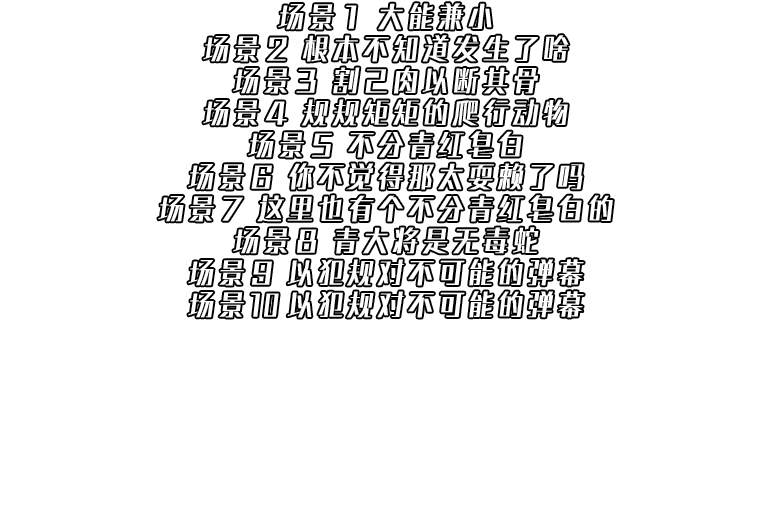 场景1 大能兼小
场景2 根本不知道发生了啥
场景3 割己肉以断其骨
场景4 规规矩矩的爬行动物
场景5 不分青红皂白
场景6 你不觉得那太耍赖了吗
场景7 这里也有个不分青红皂白的
场景8 青大将是无毒蛇
场景9 以犯规对不可能的弹幕
场景10 以犯规对不可能的弹幕